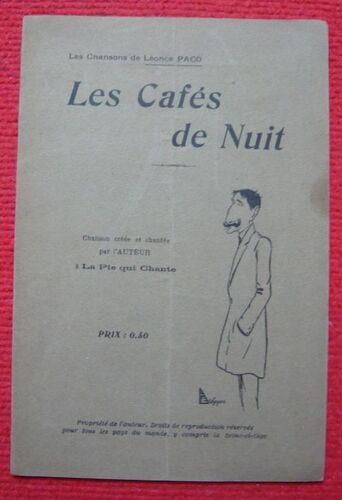 Les Chansons de Léonce PACO
Les Cafés
de Nuit
Chanson créée et chantée
par l'AUTEUR
à La Pie qui Chante
PRIX : 0.50
Propriété de l'auteur. Droits de reproduction réservés
pour tous les pays du monde, y compris la